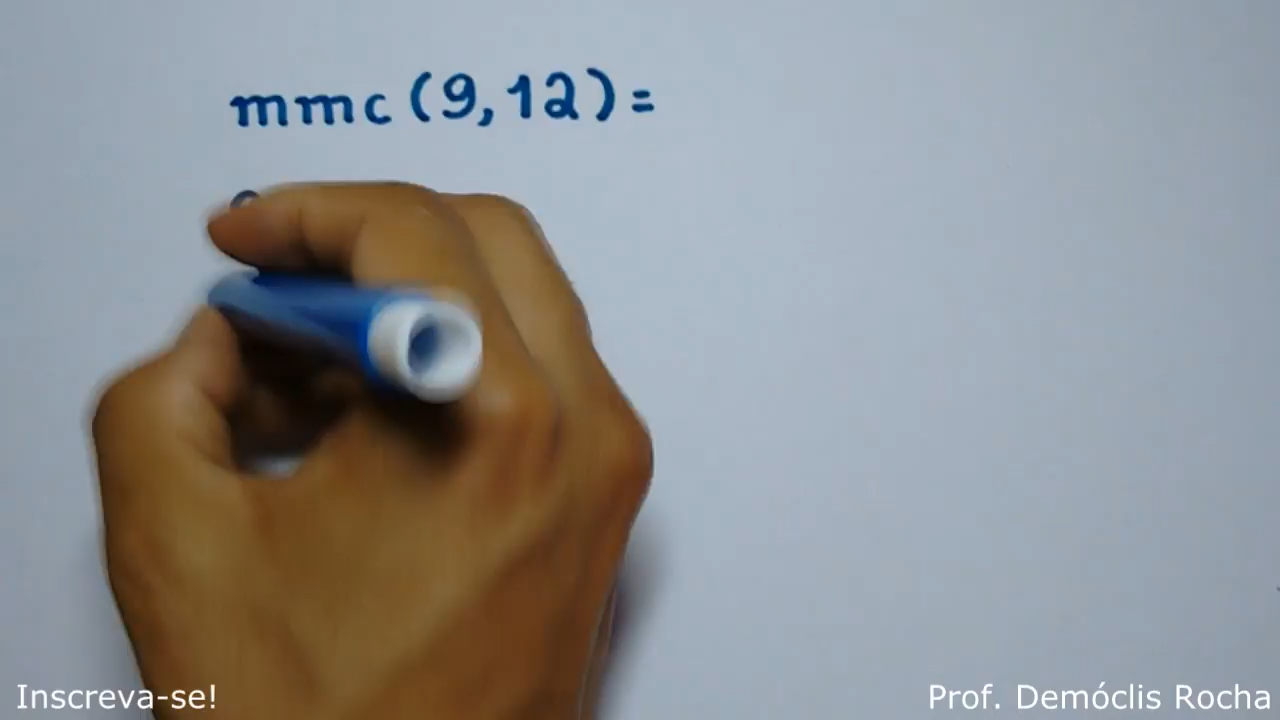 mmc (9,12) =
Inscreva-se!
Prof. Demóclis Rocha